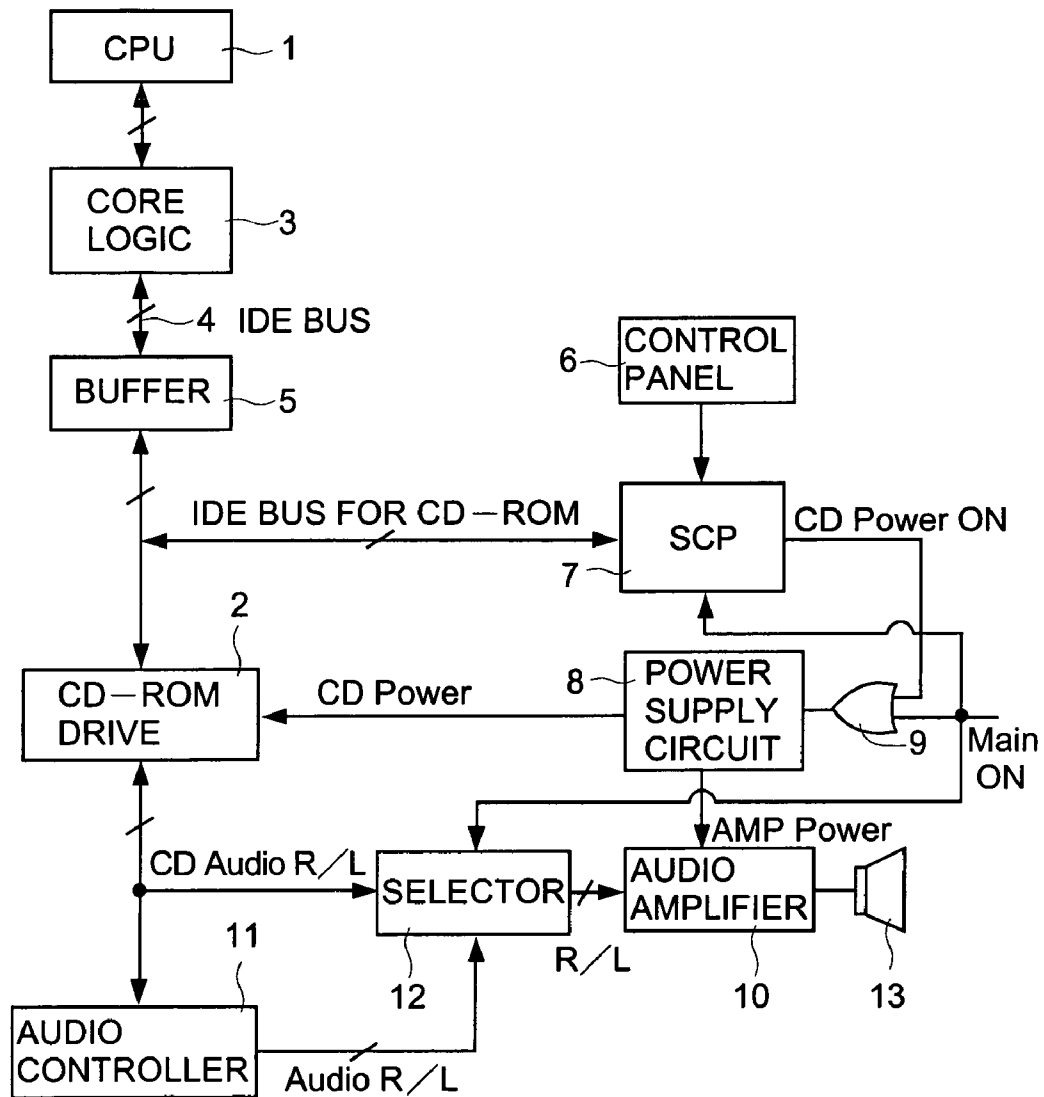 CPU
1
CORE
LOGIC
3
4 IDE BUS
BUFFER
5
CONTROL
PANEL
6
IDE BUS FOR CD-ROM
SCP
7
CD Power ON
2
CD-ROM
DRIVE
CD Power
8
POWER
SUPPLY
CIRCUIT
9
Main
ON
AMP Power
CD Audio R/L
SELECTOR
12
R/L
AUDIO
AMPLIFIER
10
13
11
AUDIO
CONTROLLER
Audio R/L